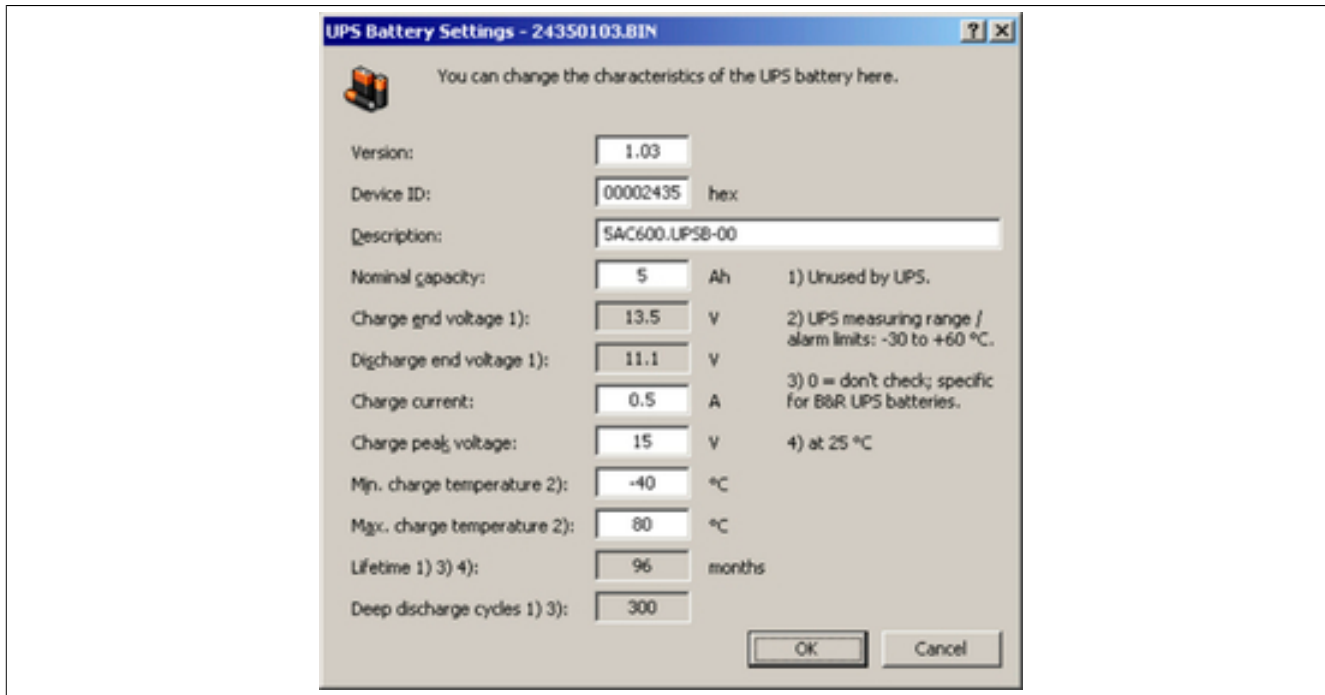 UPS Battery Settings - 24350103.BIN
You can change the characteristics of the UPS battery here.
Version: 1.03
Device ID: 00002435 hex
Description: 5AC600.UPSB-00
Nominal capacity: 5 Ah 1) Unused by UPS.
Charge end voltage 1): 13.5 V 2) UPS measuring range /
alarm limits: -30 to +60 °C.
Discharge end voltage 1): 11.1 V
3) 0 = don't check; specific
Charge current: 0.5 A for B&R UPS batteries.
Charge peak voltage: 15 V 4) at 25 °C
Min. charge temperature 2): -40 °C
Max. charge temperature 2): 80 °C
Lifetime 1) 3) 4): 96 months
Deep discharge cycles 1) 3): 300
OK Cancel